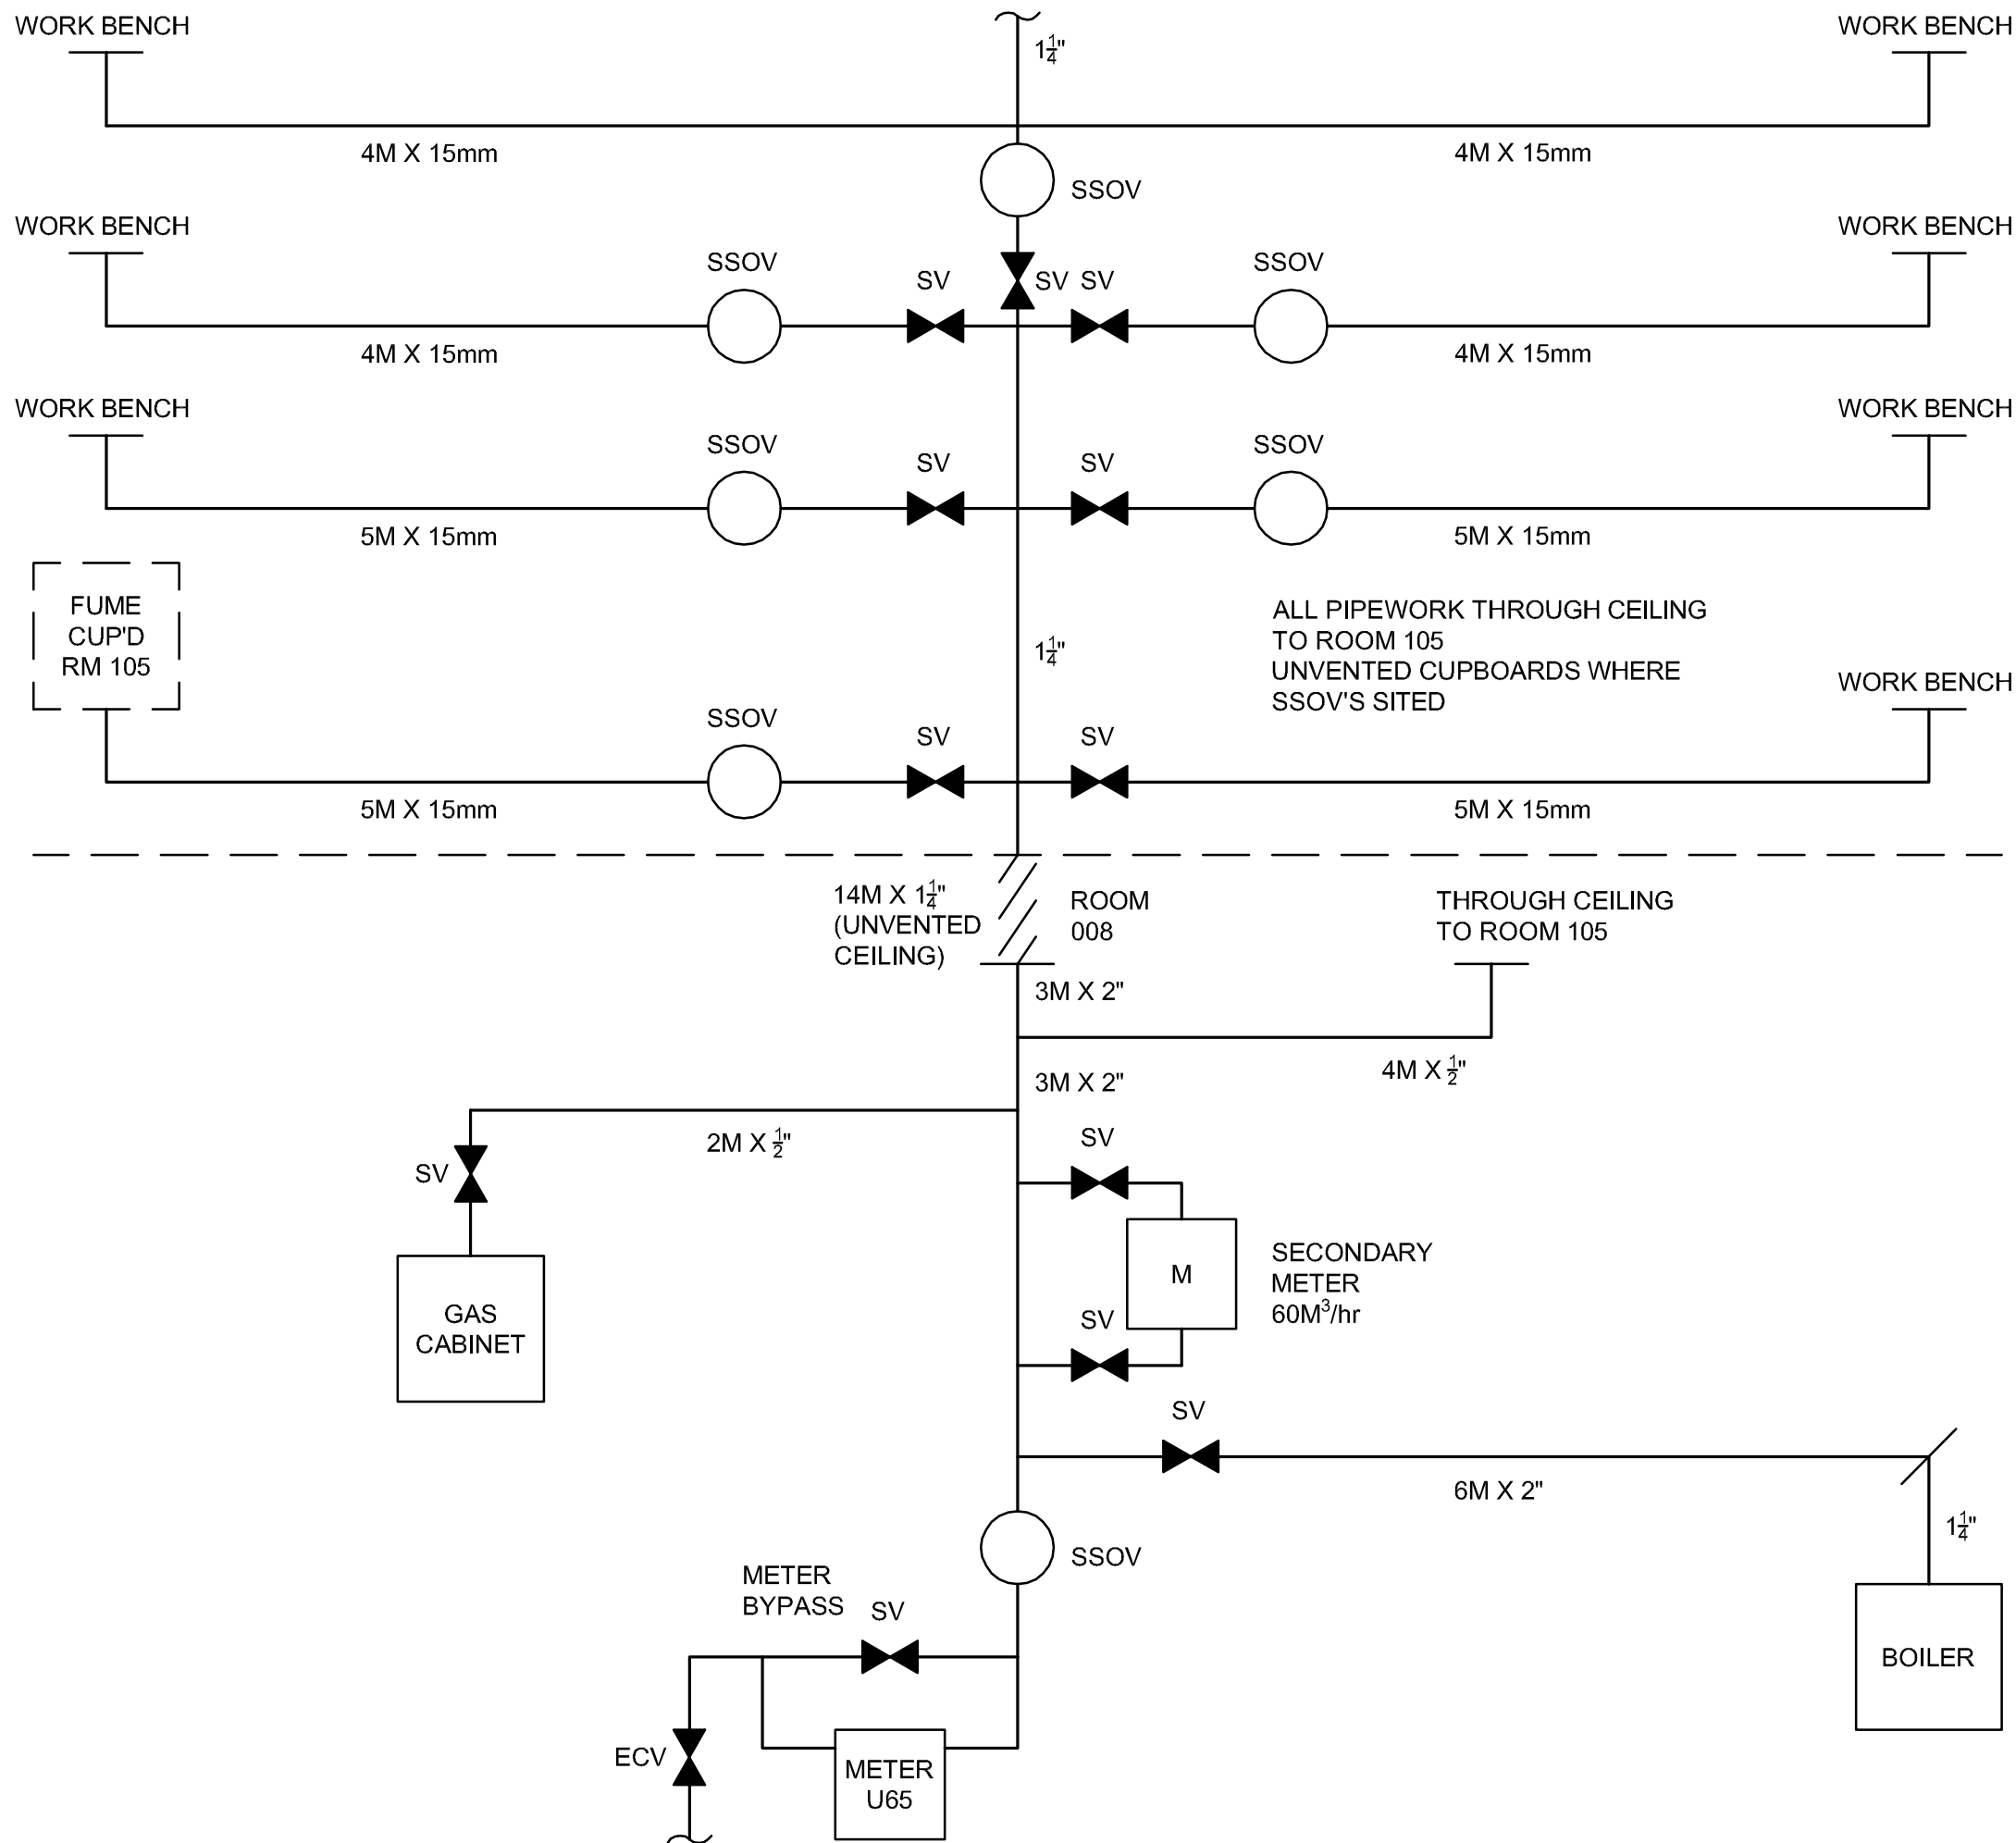 WORK BENCH
1¼"
WORK BENCH
4M X 15mm
4M X 15mm
SSOV
WORK BENCH
WORK BENCH
SSOV
SV
SV
SV
SSOV
4M X 15mm
4M X 15mm
WORK BENCH
WORK BENCH
SSOV
SV
SV
SSOV
5M X 15mm
5M X 15mm
FUME
CUP'D
RM 105
1¼"
ALL PIPEWORK THROUGH CEILING
TO ROOM 105
UNVENTED CUPBOARDS WHERE
SSOV'S SITED
WORK BENCH
SSOV
SV
SV
5M X 15mm
5M X 15mm
14M X 1¼"
(UNVENTED
CEILING)
ROOM
008
THROUGH CEILING
TO ROOM 105
3M X 2"
4M X ½"
3M X 2"
2M X ½"
SV
SV
GAS
CABINET
M
SECONDARY
METER
60M³/hr
SV
SV
6M X 2"
1¼"
SSOV
METER
BYPASS
SV
BOILER
ECV
METER
U65